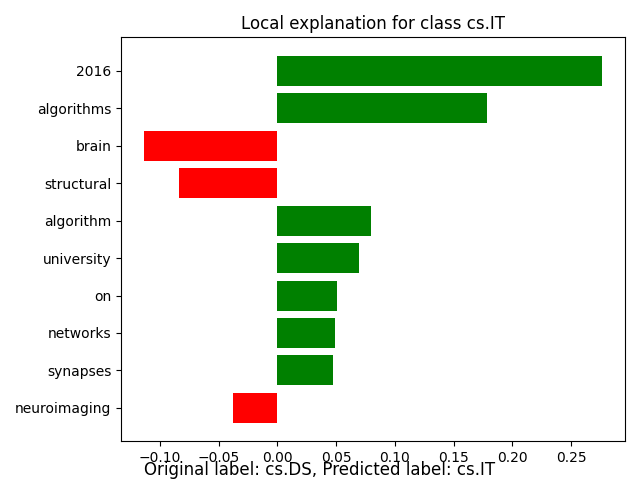 Local explanation for class cs.IT
2016
algorithms
brain
structural
algorithm
university
on
networks
synapses
neuroimaging
−0.10 −0.05 0.00 0.05 0.10 0.15 0.20 0.25
Original label: cs.DS, Predicted label: cs.IT